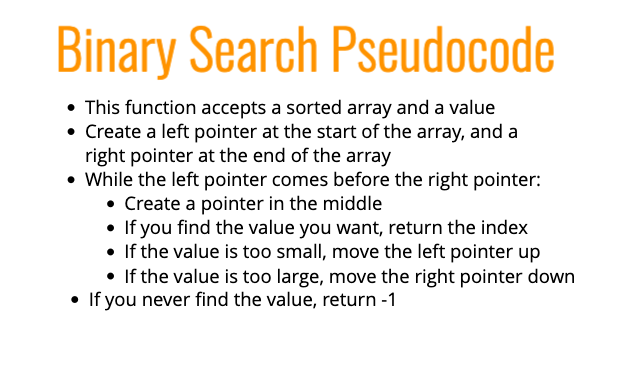 Binary Search Pseudocode
• This function accepts a sorted array and a value
• Create a left pointer at the start of the array, and a
right pointer at the end of the array
• While the left pointer comes before the right pointer:
• Create a pointer in the middle
• If you find the value you want, return the index
• If the value is too small, move the left pointer up
• If the value is too large, move the right pointer down
• If you never find the value, return -1